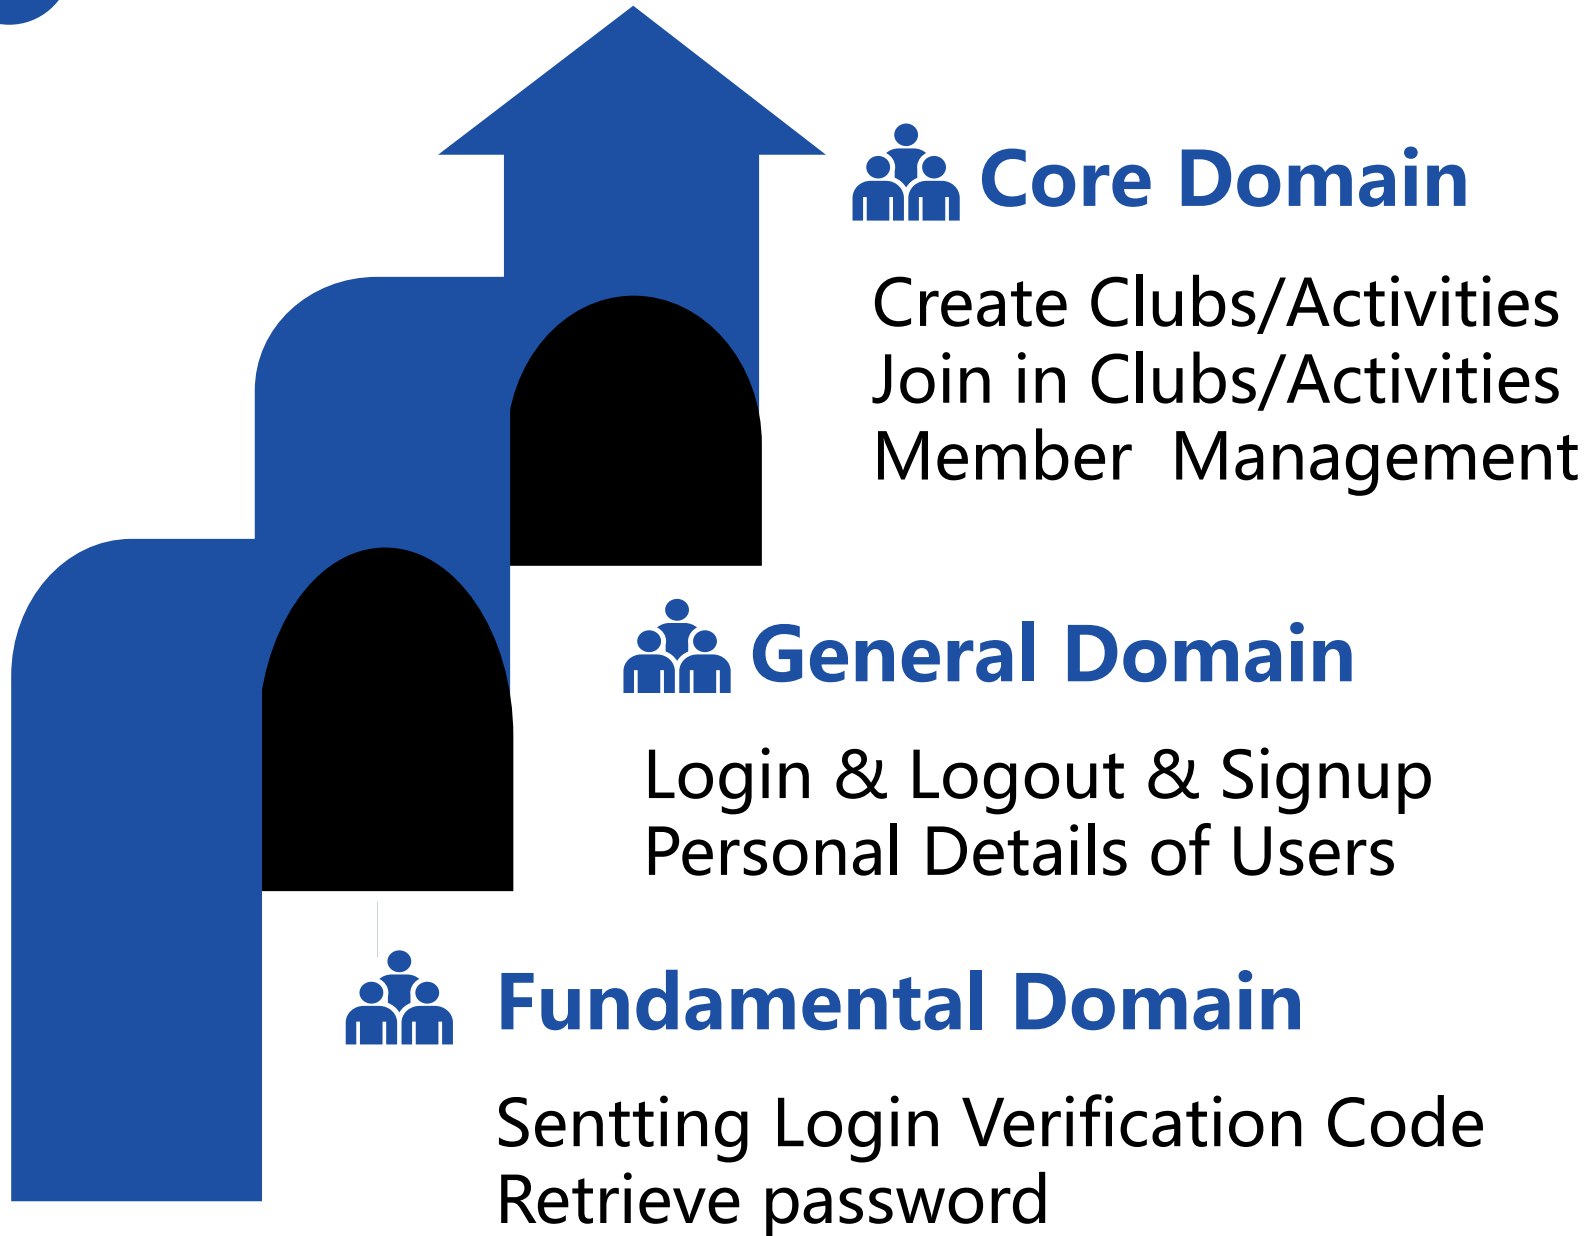 Core Domain
Create Clubs/Activities
Join in Clubs/Activities
Member  Management
General Domain
Login & Logout & Signup
Personal Details of Users
Fundamental Domain
Sentting Login Verification Code
Retrieve password